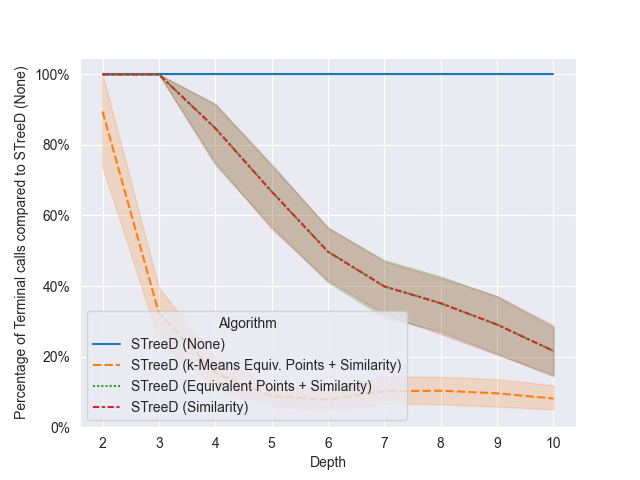 Percentage of Terminal calls compared to STreeD (None)
100%
80%
60%
40%
20%
0%
Algorithm
STreeD (None)
STreeD (k-Means Equiv. Points + Similarity)
STreeD (Equivalent Points + Similarity)
STreeD (Similarity)
2 3 4 5 6 7 8 9 10
Depth